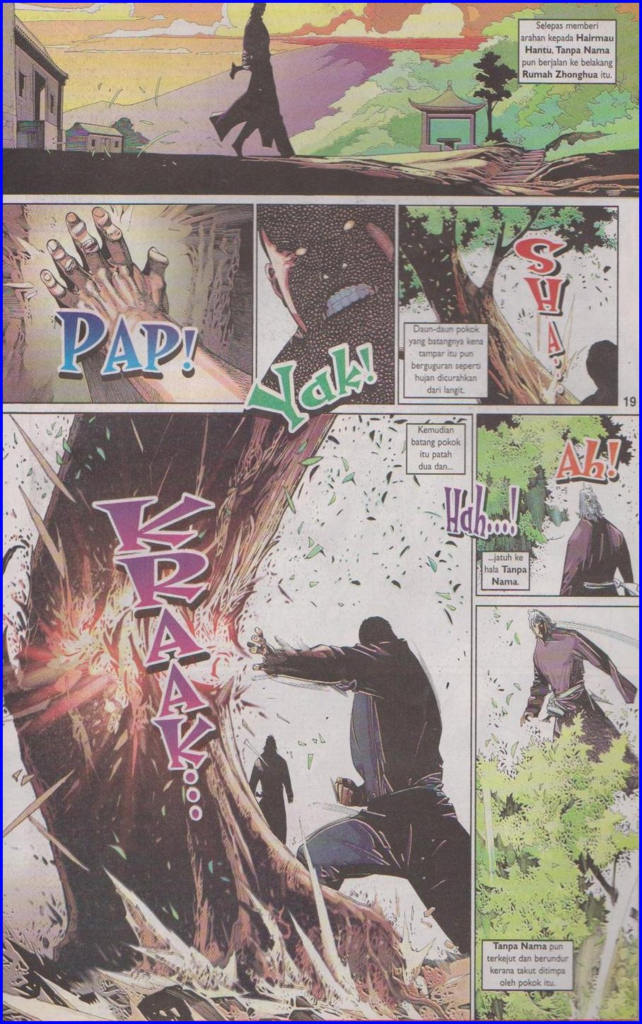 Selepas memberi
arahan kepada Hairmau
Hantu, Tanpa Nama
pun berjalan ke belakang
Rumah Zhonghua itu.
PAP!
Yak!
SHA..
Daun-daun pokok
yang batangnya kena
tampar itu pun
berguguran seperti
hujan dicurahkan
dari langit.
19
Kemudian
batang pokok
itu patah
dua dan...
KRAAK...
Ah!
Hah...!
...jatuh ke
hala Tanpa
Nama.
Tanpa Nama pun
terkejut dan berundur
kerana takut ditimpa
oleh pokok itu.